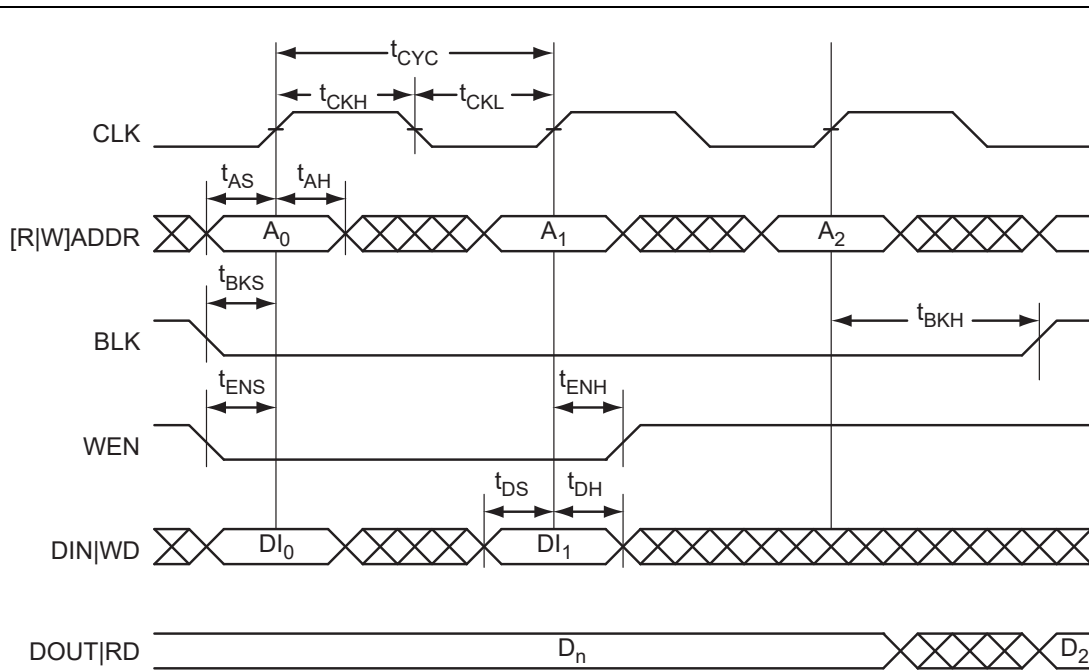 tCYC
tCKH tCKL
CLK
tAS tAH
[R|W]ADDR A0 A1 A2
tBKS tBKH
BLK
tENS tENH
WEN
tDS tDH
DIN|WD DI0 DI1
DOUT|RD Dn D2